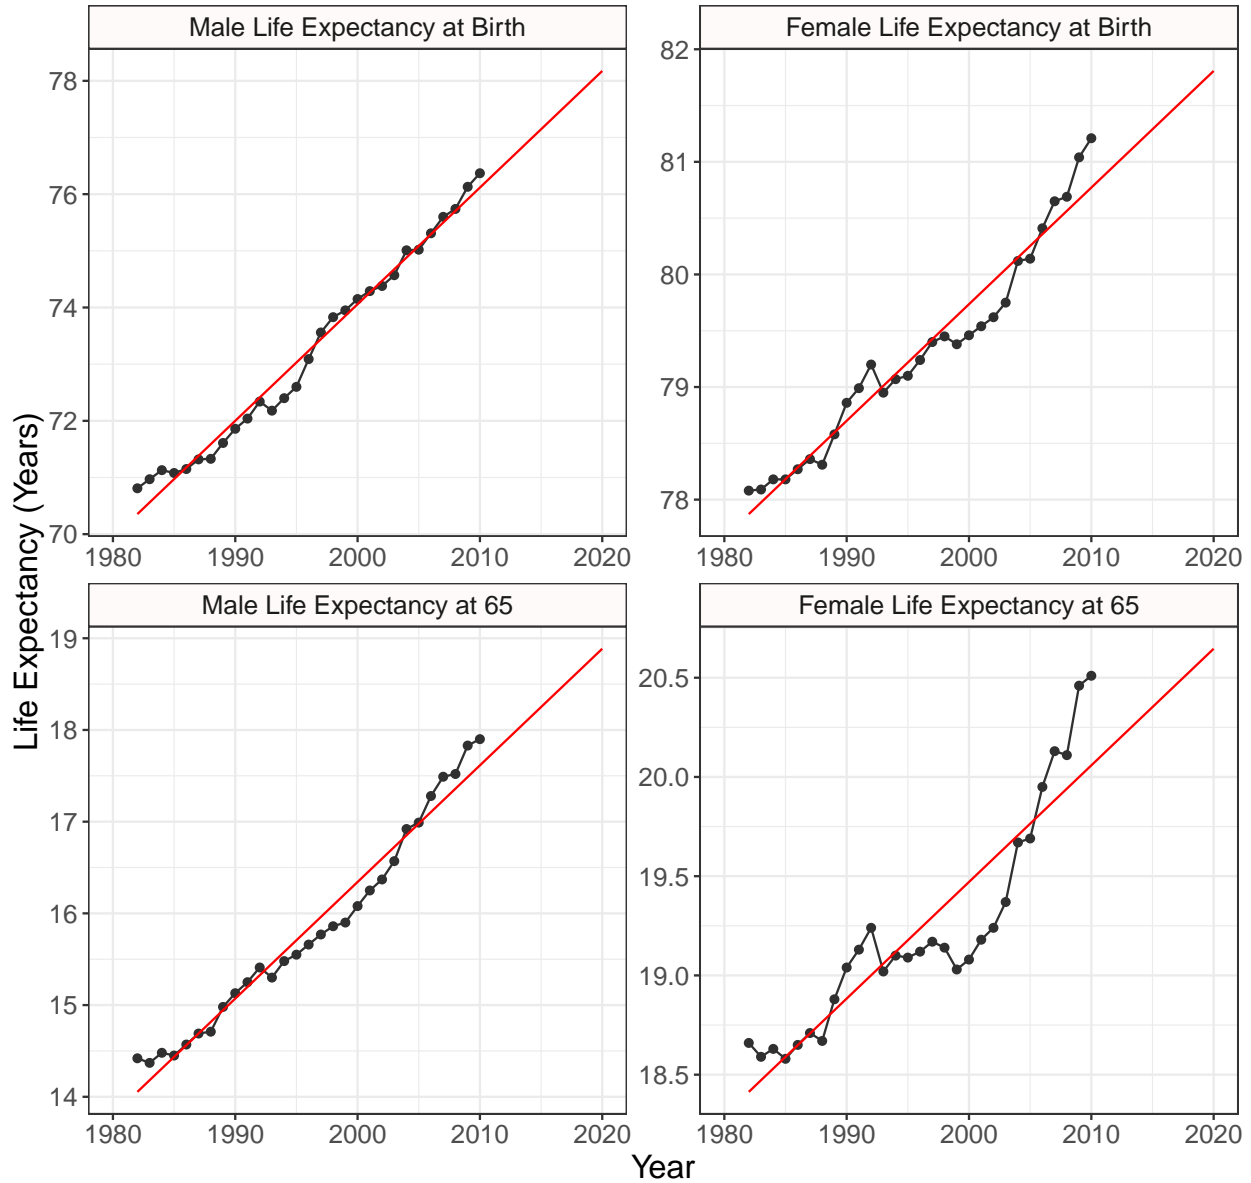 Male Life Expectancy at Birth
Female Life Expectancy at Birth
78
76
74
72
70
82
81
80
79
78
1980 1990 2000 2010 2020
1980 1990 2000 2010 2020
Male Life Expectancy at 65
Female Life Expectancy at 65
19
18
17
16
15
14
20.5
20.0
19.5
19.0
18.5
1980 1990 2000 2010 2020
1980 1990 2000 2010 2020
Life Expectancy (Years)
Year